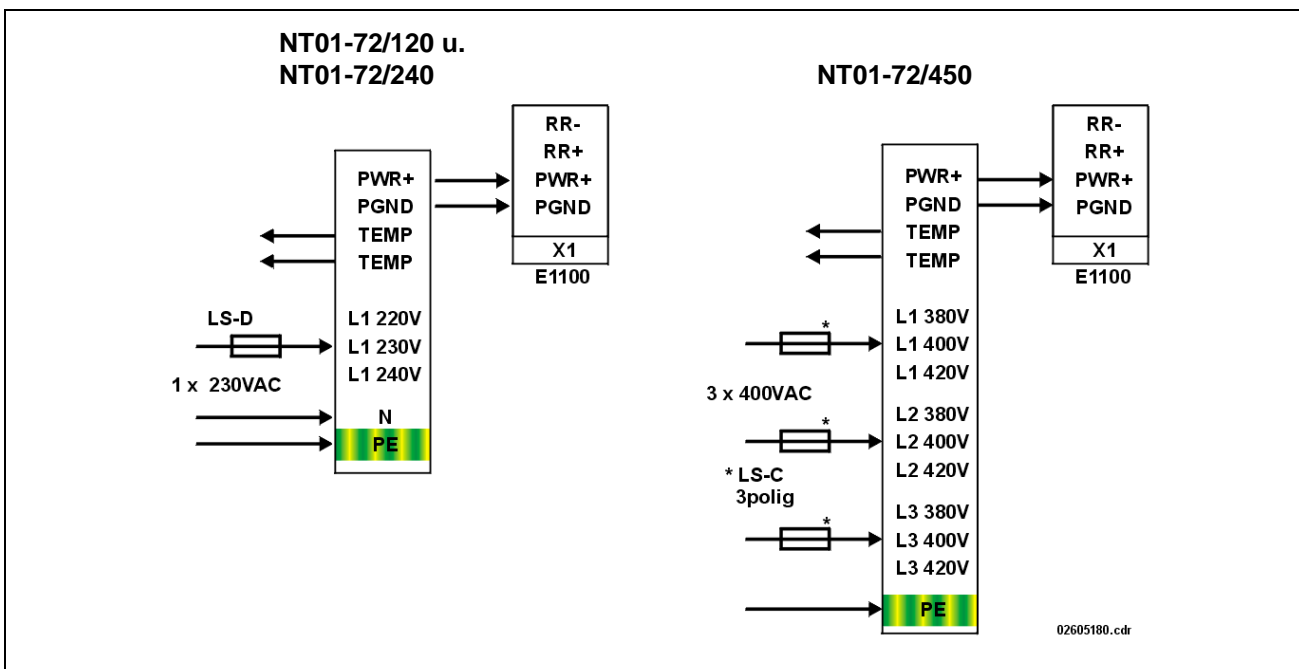 NT01-72/120 u.
NT01-72/240
RR-
RR+
PWR+
PGND
X1
E1100
PWR+
PGND
TEMP
TEMP
LS-D
L1 220V
L1 230V
L1 240V
1 x 230VAC
N
PE
NT01-72/450
RR-
RR+
PWR+
PGND
X1
E1100
PWR+
PGND
TEMP
TEMP
*
L1 380V
L1 400V
L1 420V
3 x 400VAC
*
L2 380V
L2 400V
L2 420V
* LS-C
3polig
*
L3 380V
L3 400V
L3 420V
PE
02605180.cdr